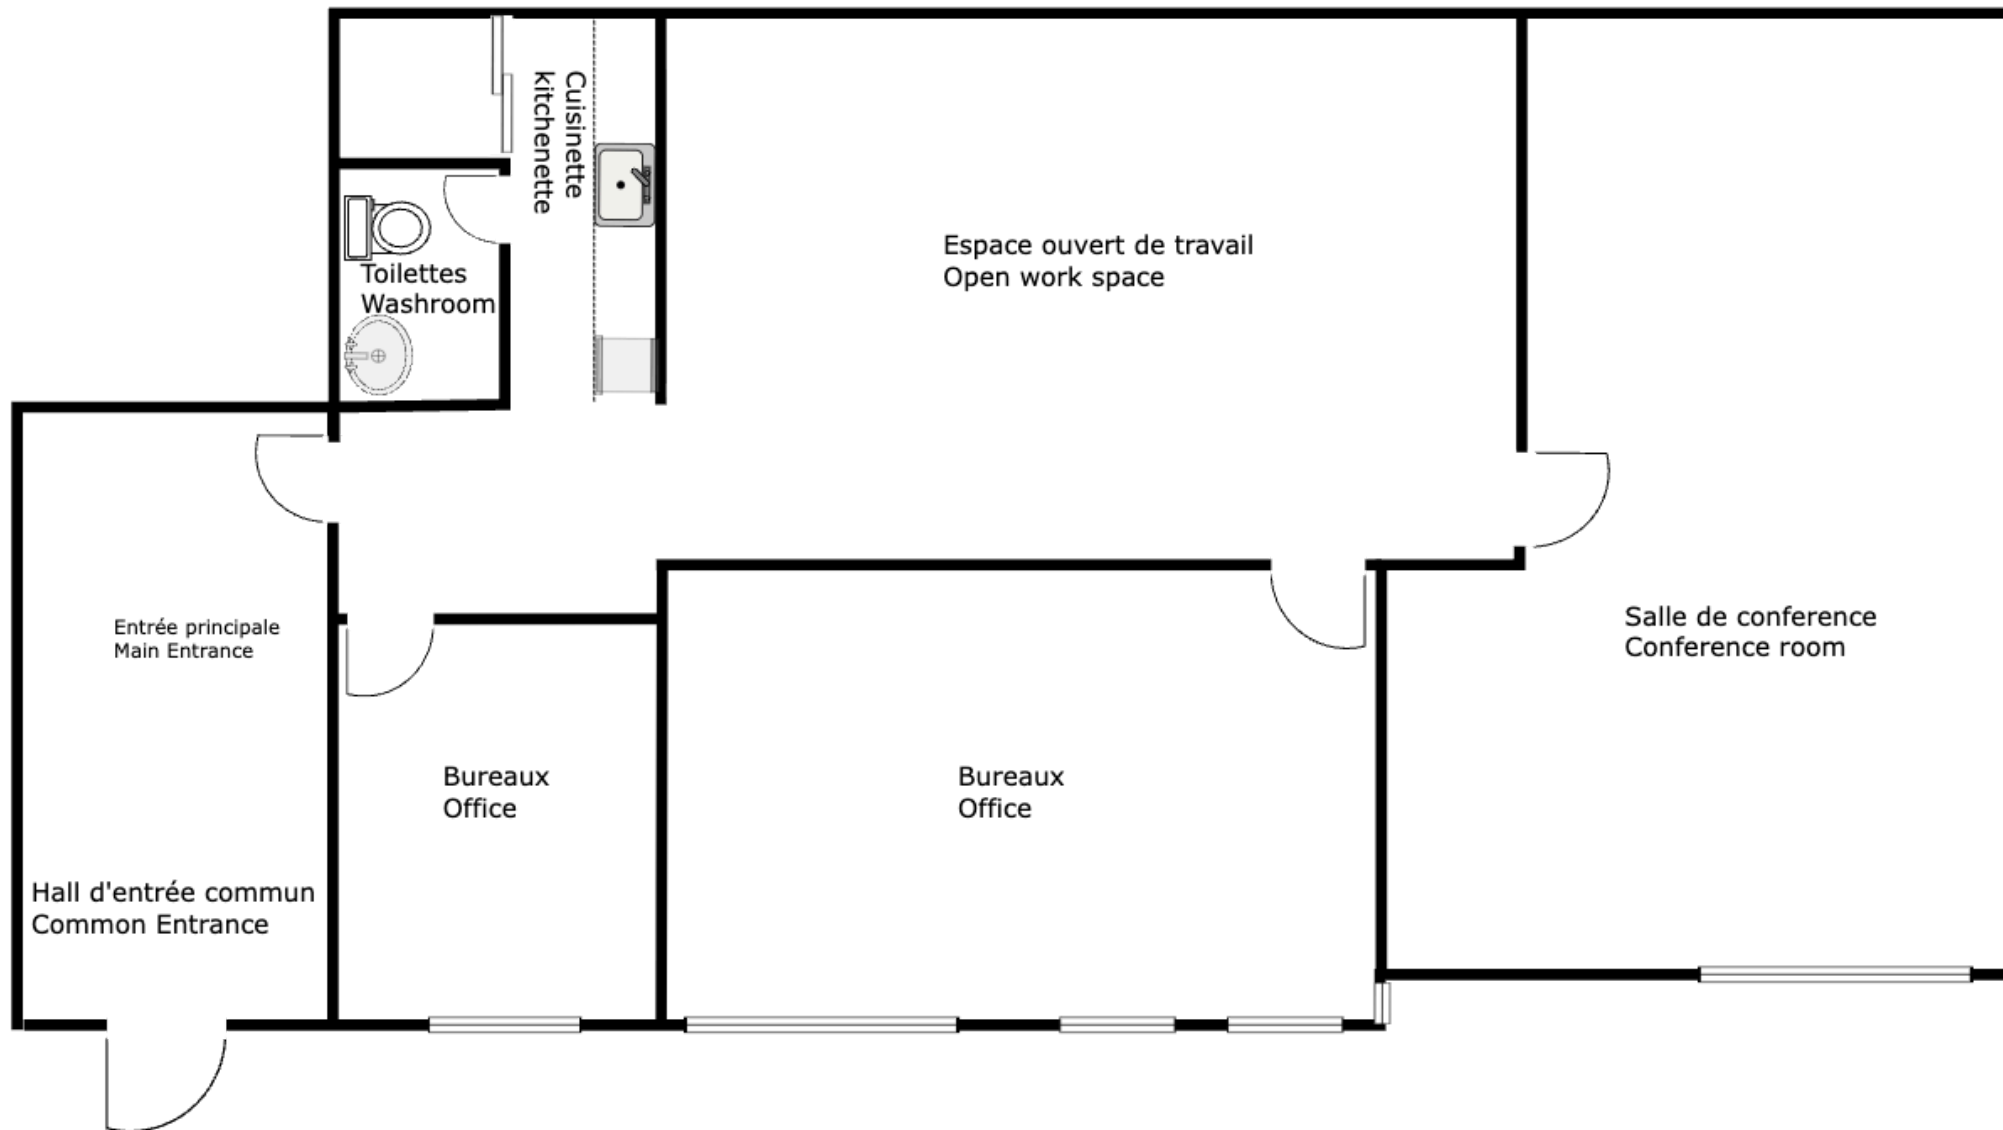 Cuisinette
kitchenette
Toilettes
Washroom
Espace ouvert de travail
Open work space
Entrée principale
Main Entrance
Salle de conference
Conference room
Bureaux
Office
Bureaux
Office
Hall d'entrée commun
Common Entrance